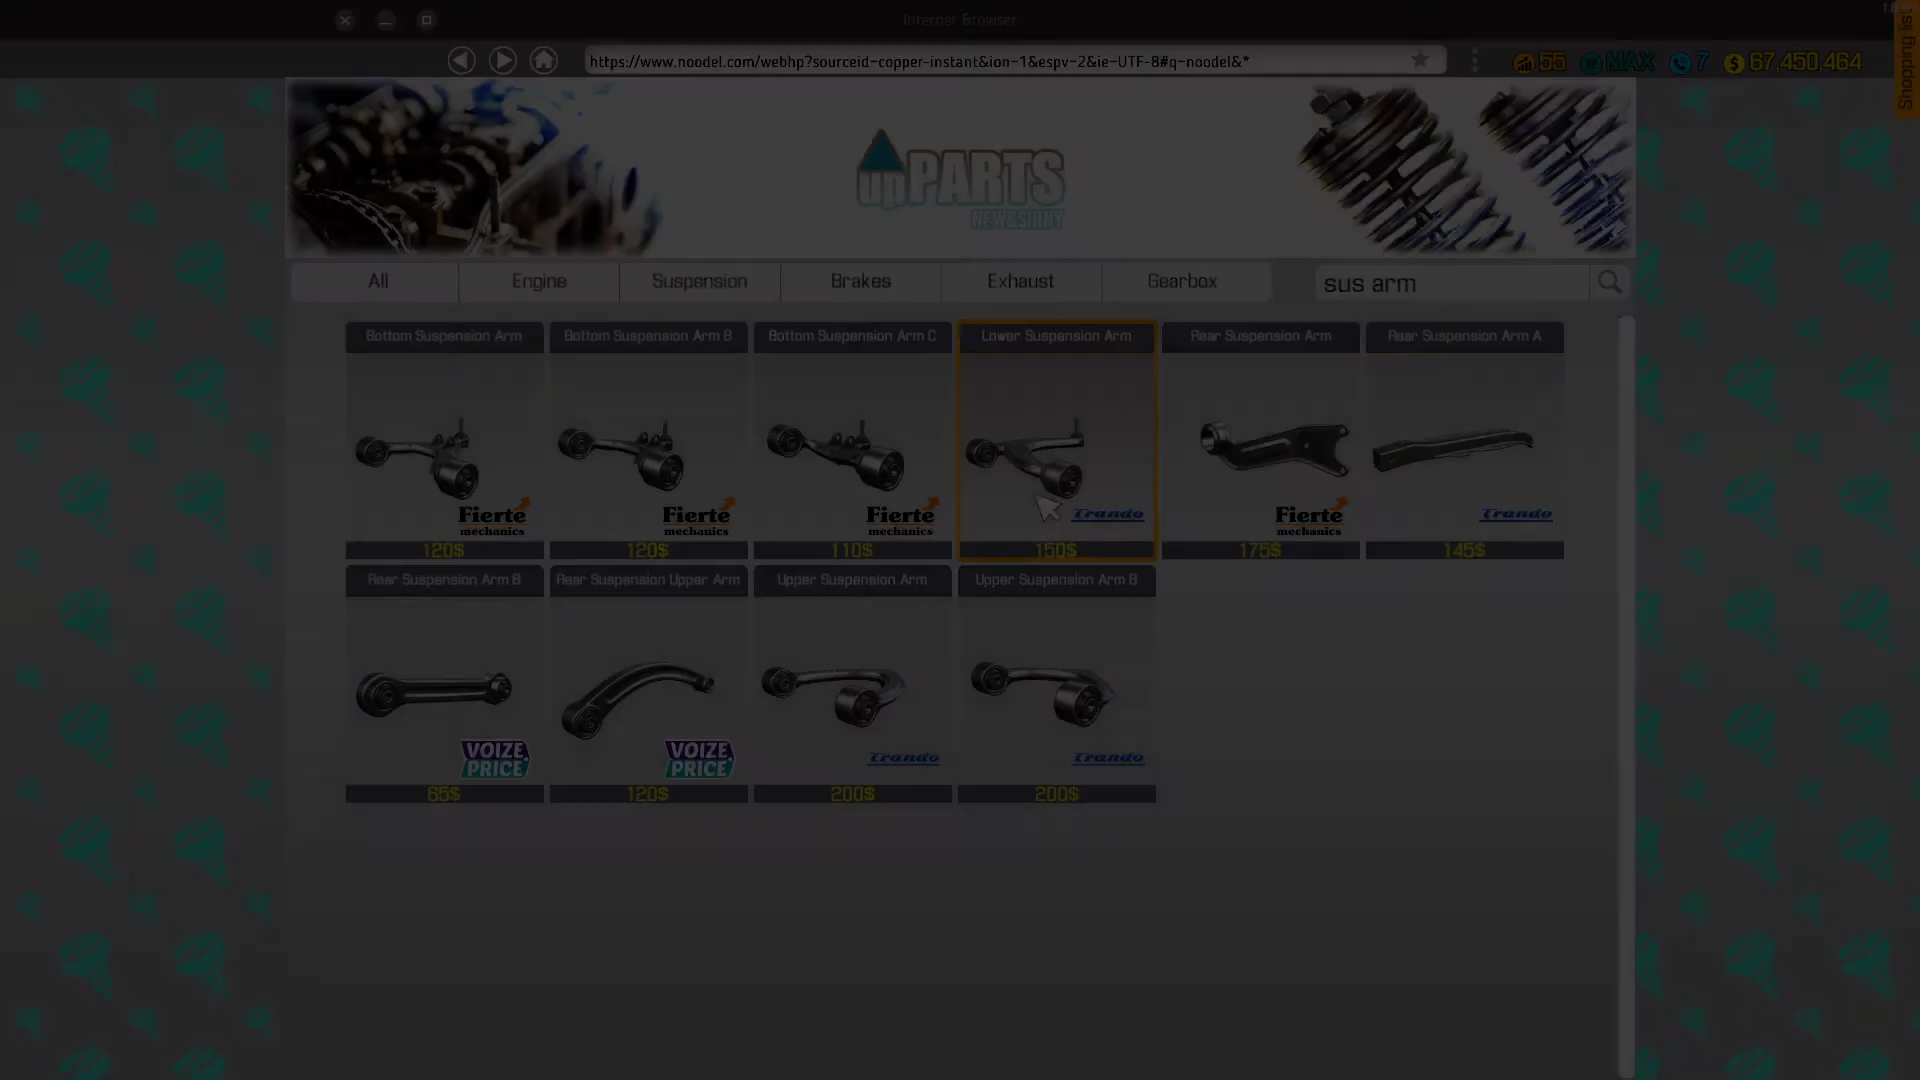 Internal Browser
https://www.noodel.com/webhp?sourceid-copper-instant&ion-1&espv-2&ie-UTF-8#q-noodel&*
55 MAX 7 $ 67,450,464
Shopping list
upPARTS
NEW&SHINY
All Engine Suspension Brakes Exhaust Gearbox sus arm
Bottom Suspension Arm Bottom Suspension Arm B Bottom Suspension Arm C Lower Suspension Arm Rear Suspension Arm Rear Suspension Arm A
Fierte mechanics Fierte mechanics Fierte mechanics Trando Fierte mechanics Trando
120$ 120$ 110$ 150$ 175$ 145$
Rear Suspension Arm B Rear Suspension Upper Arm Upper Suspension Arm Upper Suspension Arm B
VOIZE PRICE VOIZE PRICE Trando Trando
65$ 120$ 200$ 200$